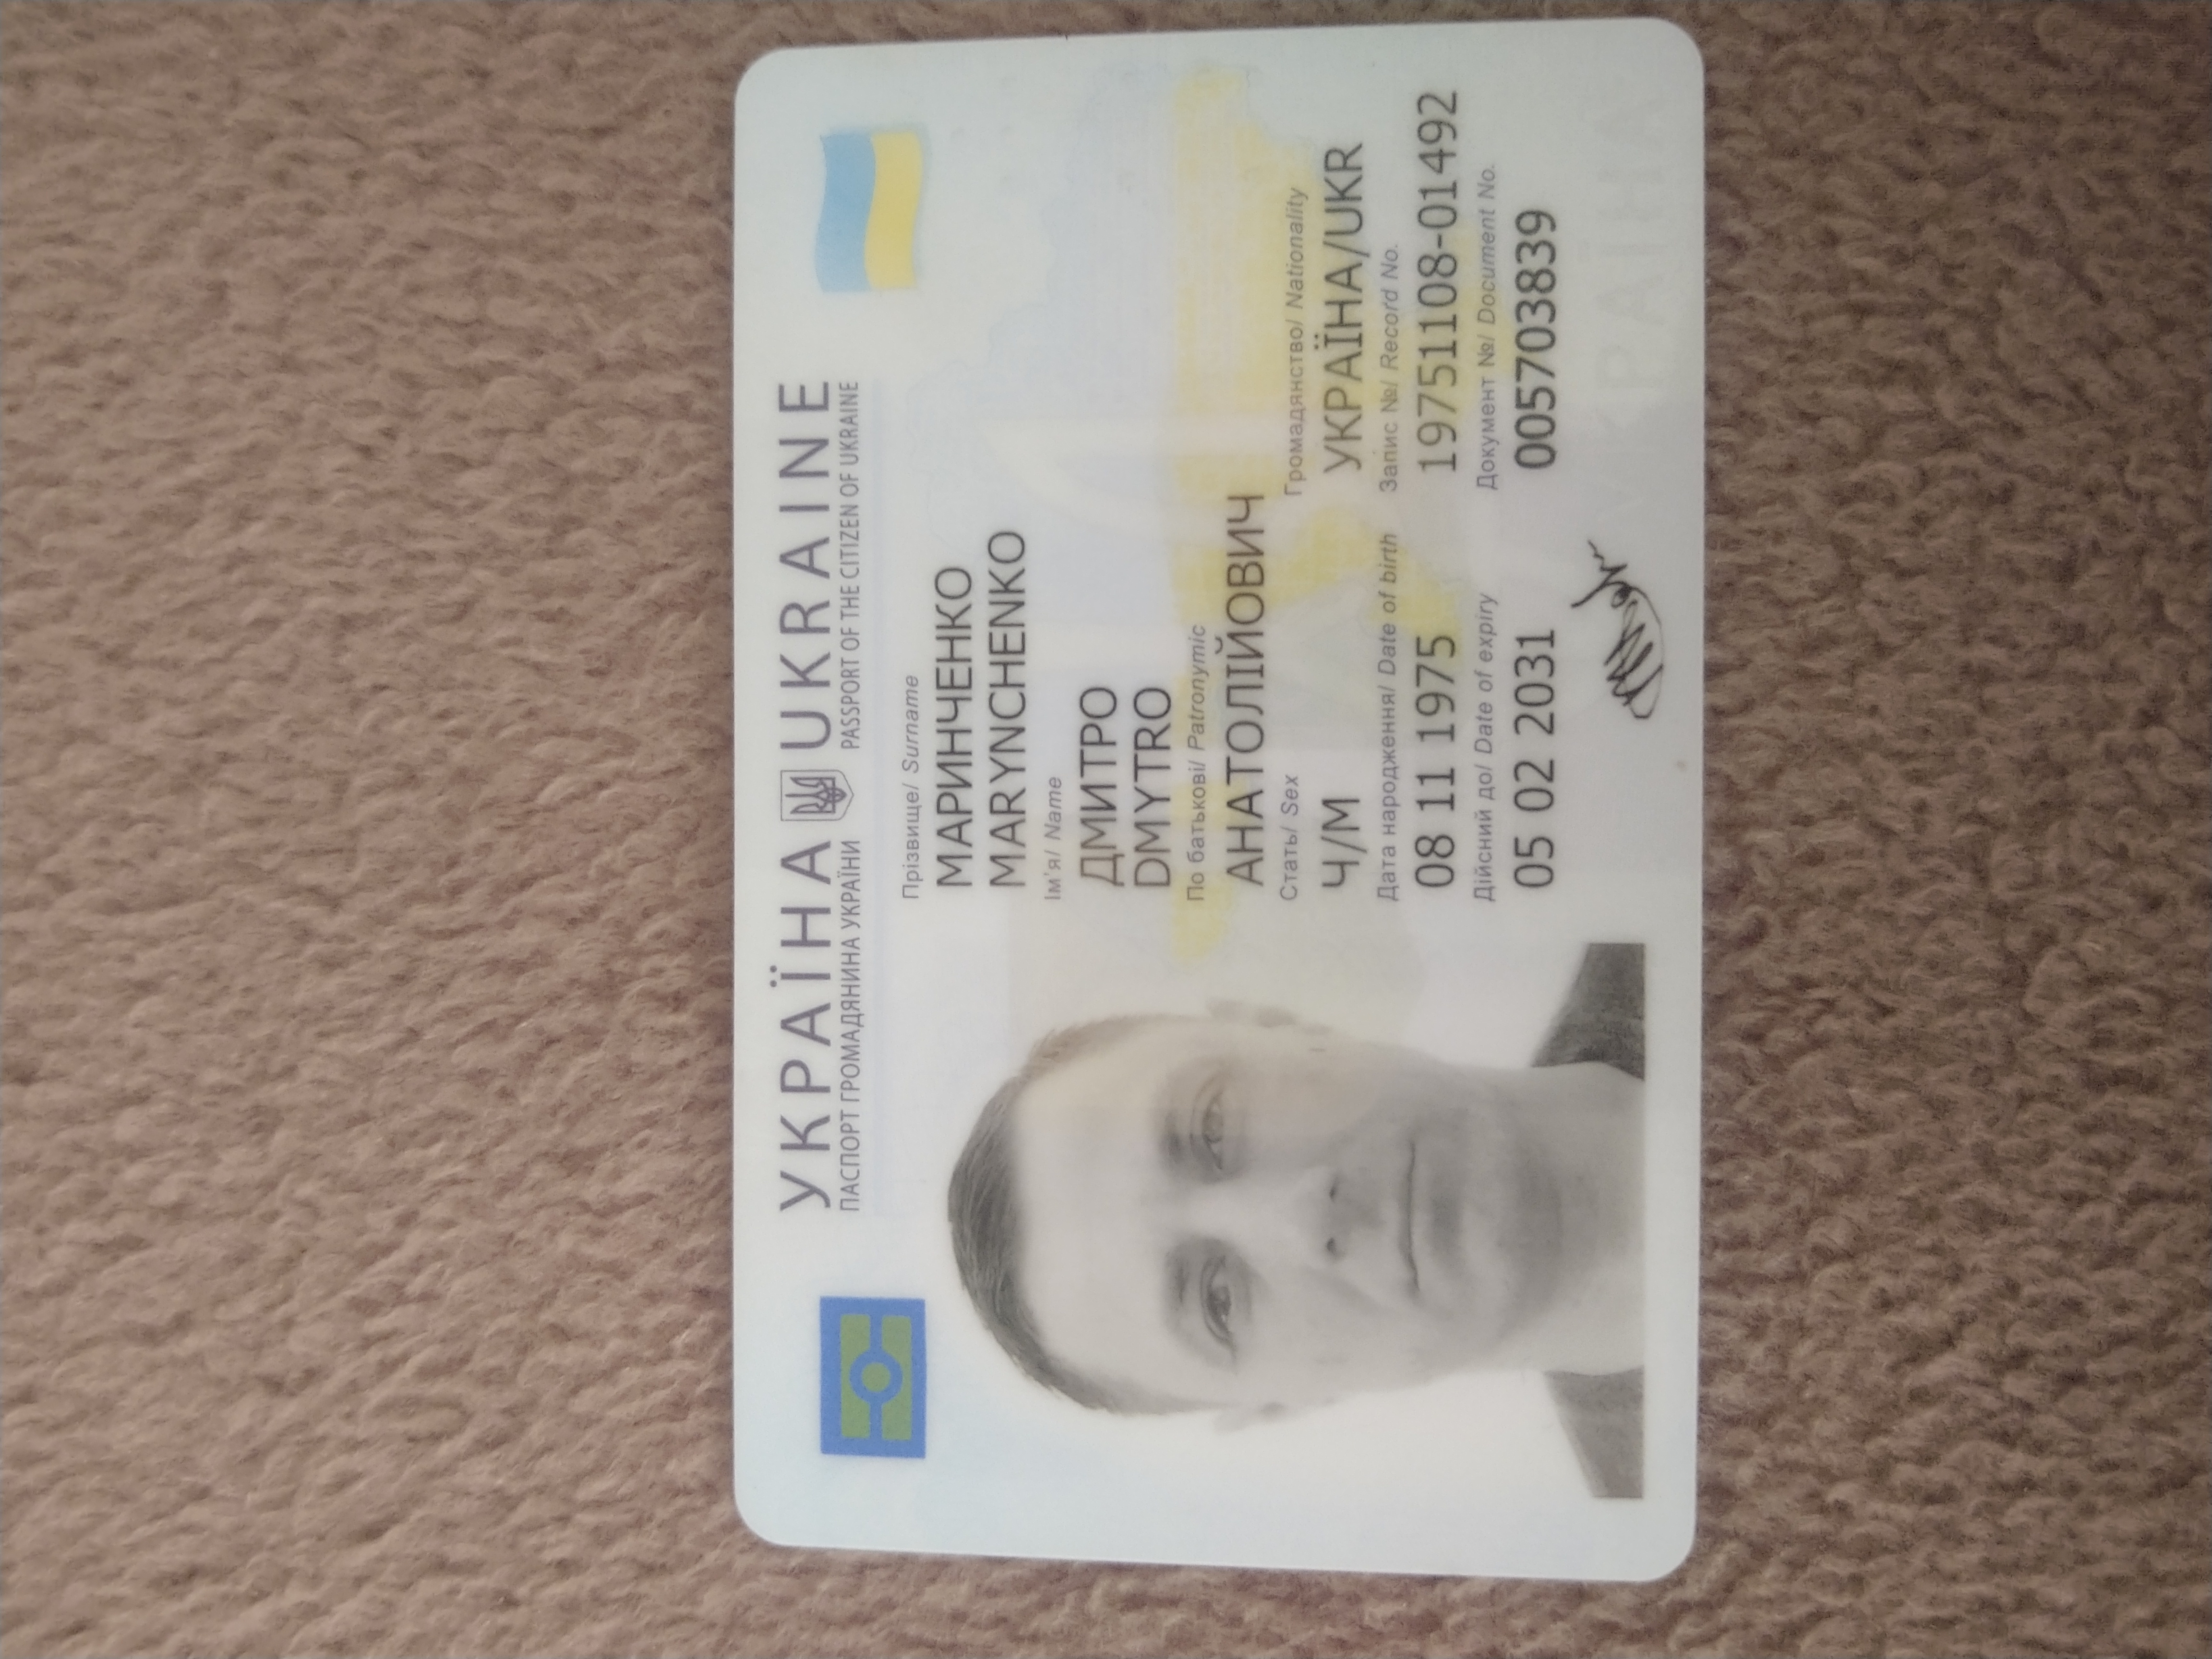 УКРАЇНА UKRAINE
ПАСПОРТ ГРОМАДЯНИНА УКРАЇНИ PASSPORT OF THE CITIZEN OF UKRAINE
Прізвище/ Surname
МАРИНЧЕНКО
MARYNCHENKO
Ім'я/ Name
ДМИТРО
DMYTRO
По батькові/ Patronymic
АНАТОЛІЙОВИЧ
Стать/ Sex Громадянство/ Nationality
Ч/М УКРАЇНА/UKR
Дата народження/ Date of birth Запис №/ Record No.
08 11 1975 19751108-01492
Дійсний до/ Date of expiry Документ №/ Document No.
05 02 2031 005703839
УКРАЇНА